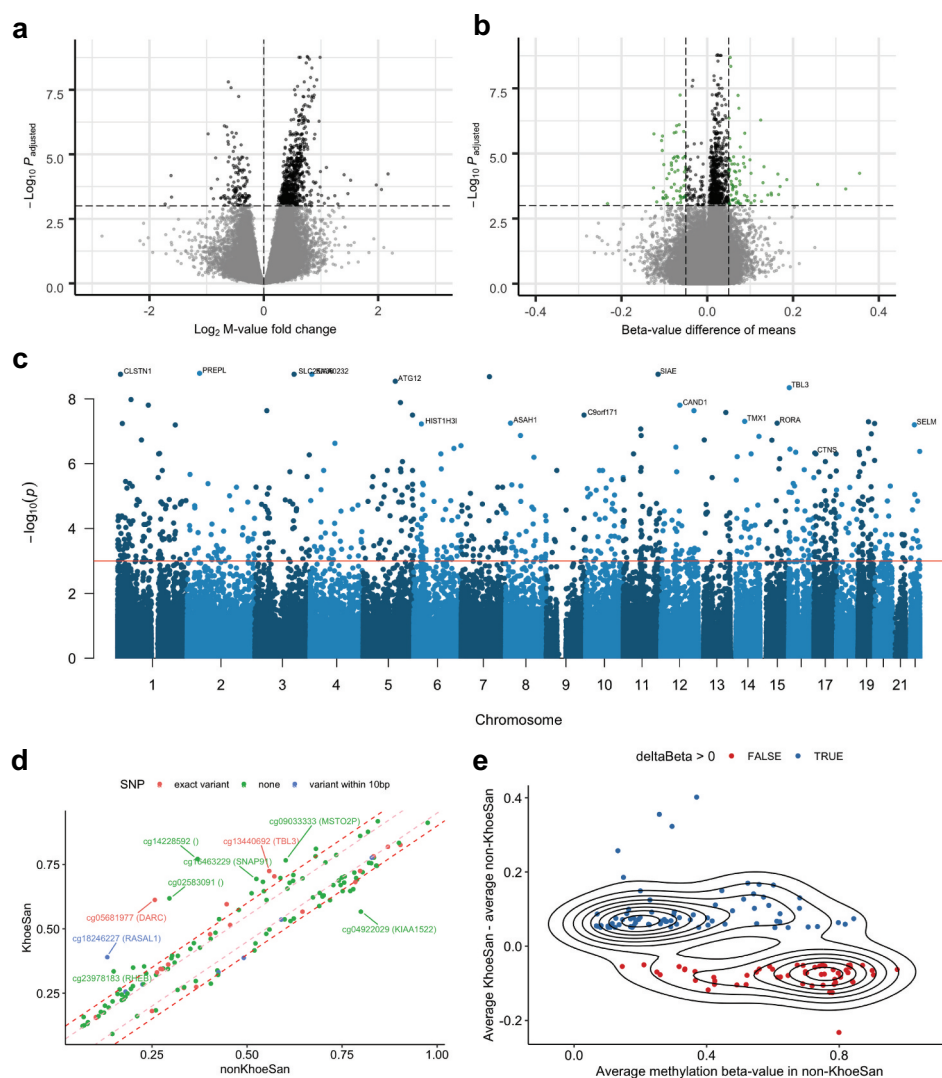 a
7.5
5.0
2.5
0.0
−Log10 Padjusted
-2
0
2
Log2 M-value fold change
b
7.5
5.0
2.5
0.0
−Log10 Padjusted
-0.4
-0.2
0.0
0.2
0.4
Beta-value difference of means
c
CLSTN1
PREPL
ATG12
HIST1H3I
ASAH1
C9orf171
SIAE
CAND1
TMX1
RORA
TBL3
CTNS
SELM
8
6
4
2
0
−log10(p)
1 2 3 4 5 6 7 8 9 10 11 12 13 14 15 17 19 21
Chromosome
d
SNP exact variant none variant within 10bp
cg09033333 (MSTO2P)
cg13440692 (TBL3)
cg14228592 ()
cg16463229 (SNAP91)
cg02583091 ()
cg05681977 (DARC)
cg04922029 (KIAA1522)
cg18246227 (RASAL1)
cg23978183 (RHEB)
0.75
0.50
0.25
KhoeSan
0.25
0.50
0.75
1.00
nonKhoeSan
e
deltaBeta > 0 FALSE TRUE
0.4
0.2
0.0
-0.2
Average KhoeSan - average non-KhoeSan
0.0
0.4
0.8
Average methylation beta-value in non-KhoeSan